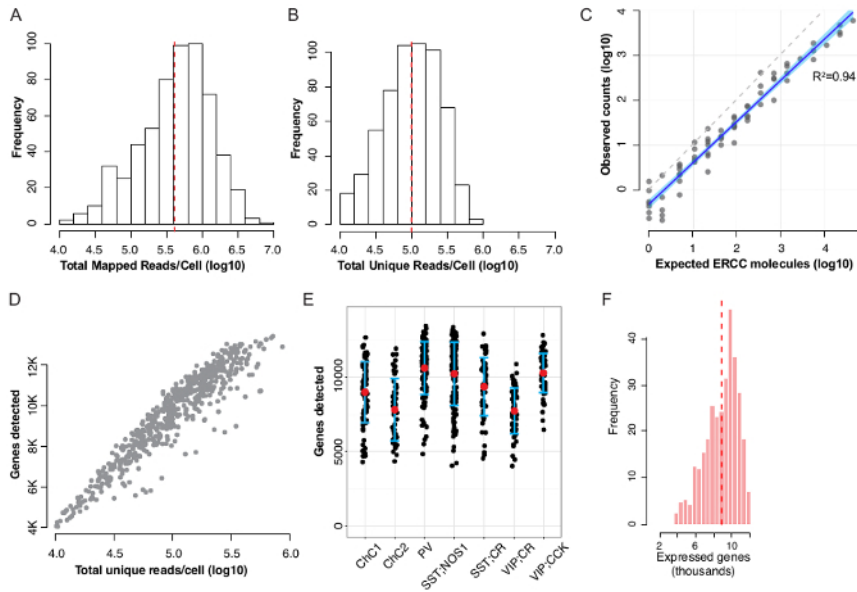 A
B
C
Frequency
100
80
60
40
20
0
4.0
4.5
5.0
5.5
6.0
6.5
7.0
Total Mapped Reads/Cell (log10)
Frequency
100
80
60
40
20
0
4.0
4.5
5.0
5.5
6.0
6.0
7.0
Total Unique Reads/Cell (log10)
Observed counts (log10)
4
3
2
1
0
R²=0.94
0
1
2
3
4
Expected ERCC molecules (log10)
D
E
F
Genes detected
12K
10K
8K
6K
4K
4.0
4.5
5.0
5.5
6.0
Total unique reads/cell (log10)
Genes detected
10000
5000
0
ChC1
ChC2
PV
SST;NOS1
SST;CR
VIP;CR
VIP;CCK
Frequency
40
30
20
10
0
2
6
10
Expressed genes
(thousands)